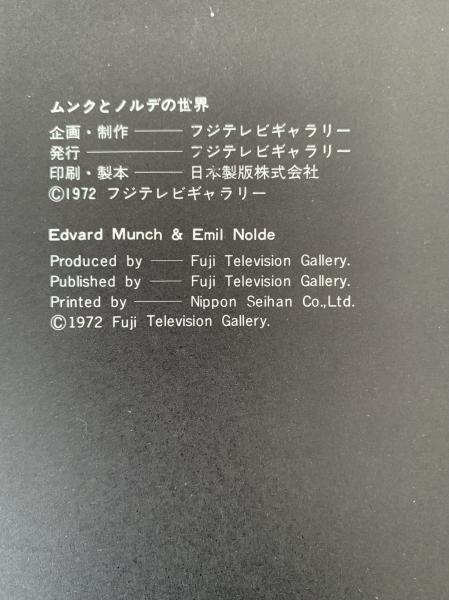 ムンクとノルデの世界
企画・制作 ─── フジテレビギャラリー
発行 ────── フジテレビギャラリー
印刷・製本 ─── 日本製版株式会社
©1972 フジテレビギャラリー
Edvard Munch & Emil Nolde
Produced by ── Fuji Television Gallery.
Published by ── Fuji Television Gallery.
Printed by ─── Nippon Seihan Co.,Ltd.
©1972 Fuji Television Gallery.